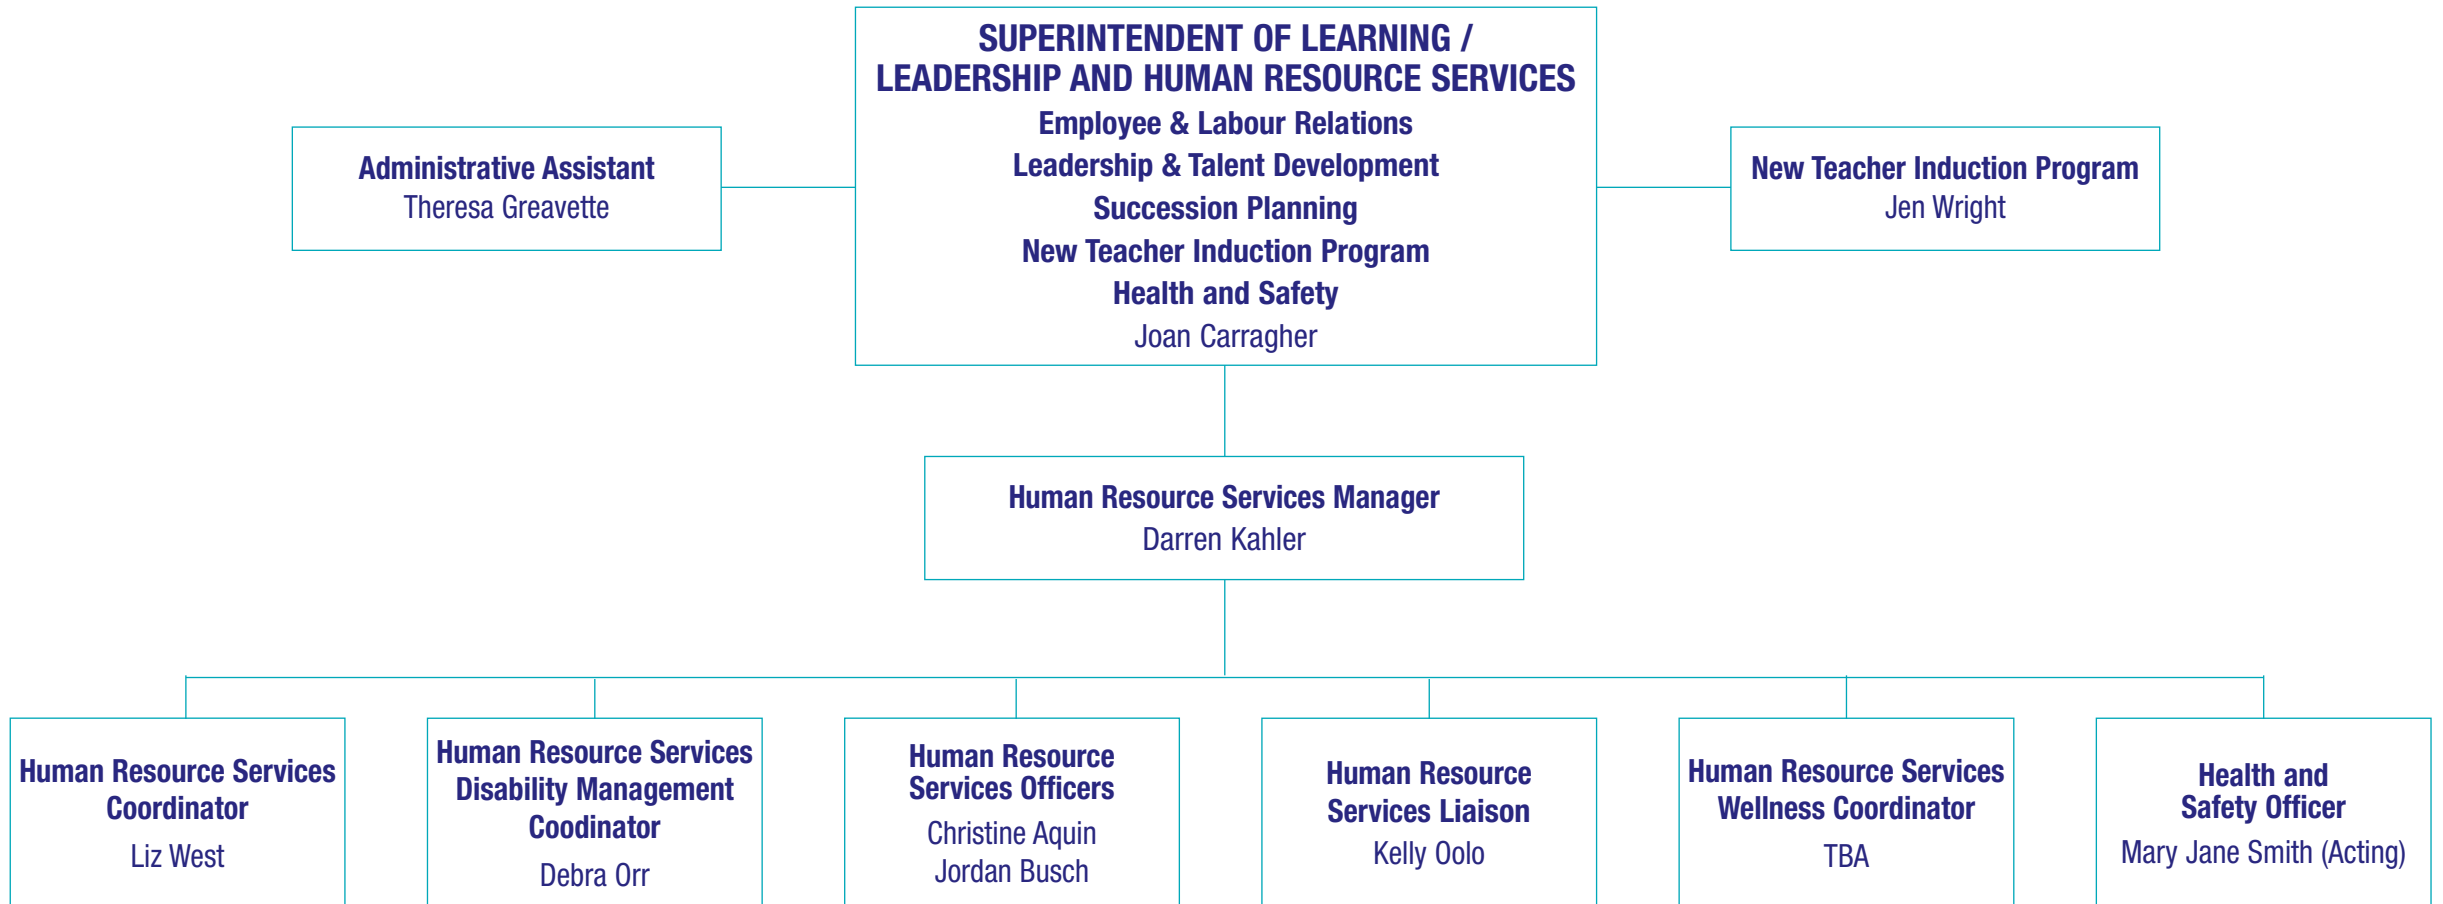 SUPERINTENDENT OF LEARNING /
LEADERSHIP AND HUMAN RESOURCE SERVICES
Employee & Labour Relations
Leadership & Talent Development
Succession Planning
New Teacher Induction Program
Health and Safety
Joan Carragher
Administrative Assistant
Theresa Greavette
New Teacher Induction Program
Jen Wright
Human Resource Services Manager
Darren Kahler
Human Resource Services
Coordinator
Liz West
Human Resource Services
Disability Management
Coodinator
Debra Orr
Human Resource
Services Officers
Christine Aquin
Jordan Busch
Human Resource
Services Liaison
Kelly Oolo
Human Resource Services
Wellness Coordinator
TBA
Health and
Safety Officer
Mary Jane Smith (Acting)